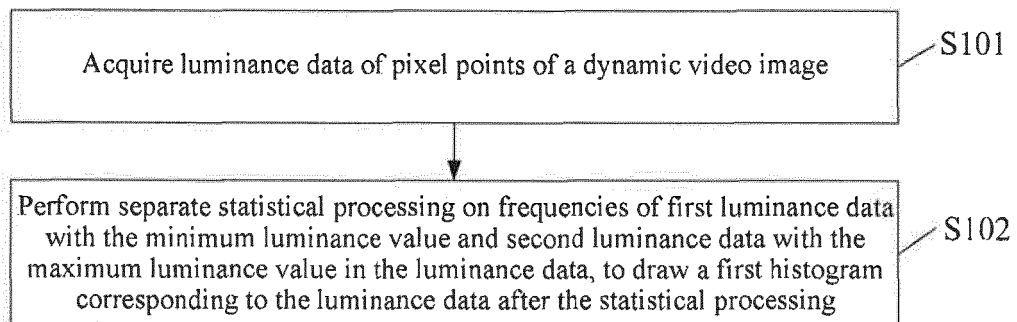 Acquire luminance data of pixel points of a dynamic video image
S101
Perform separate statistical processing on frequencies of first luminance data
with the minimum luminance value and second luminance data with the
maximum luminance value in the luminance data, to draw a first histogram
corresponding to the luminance data after the statistical processing
S102